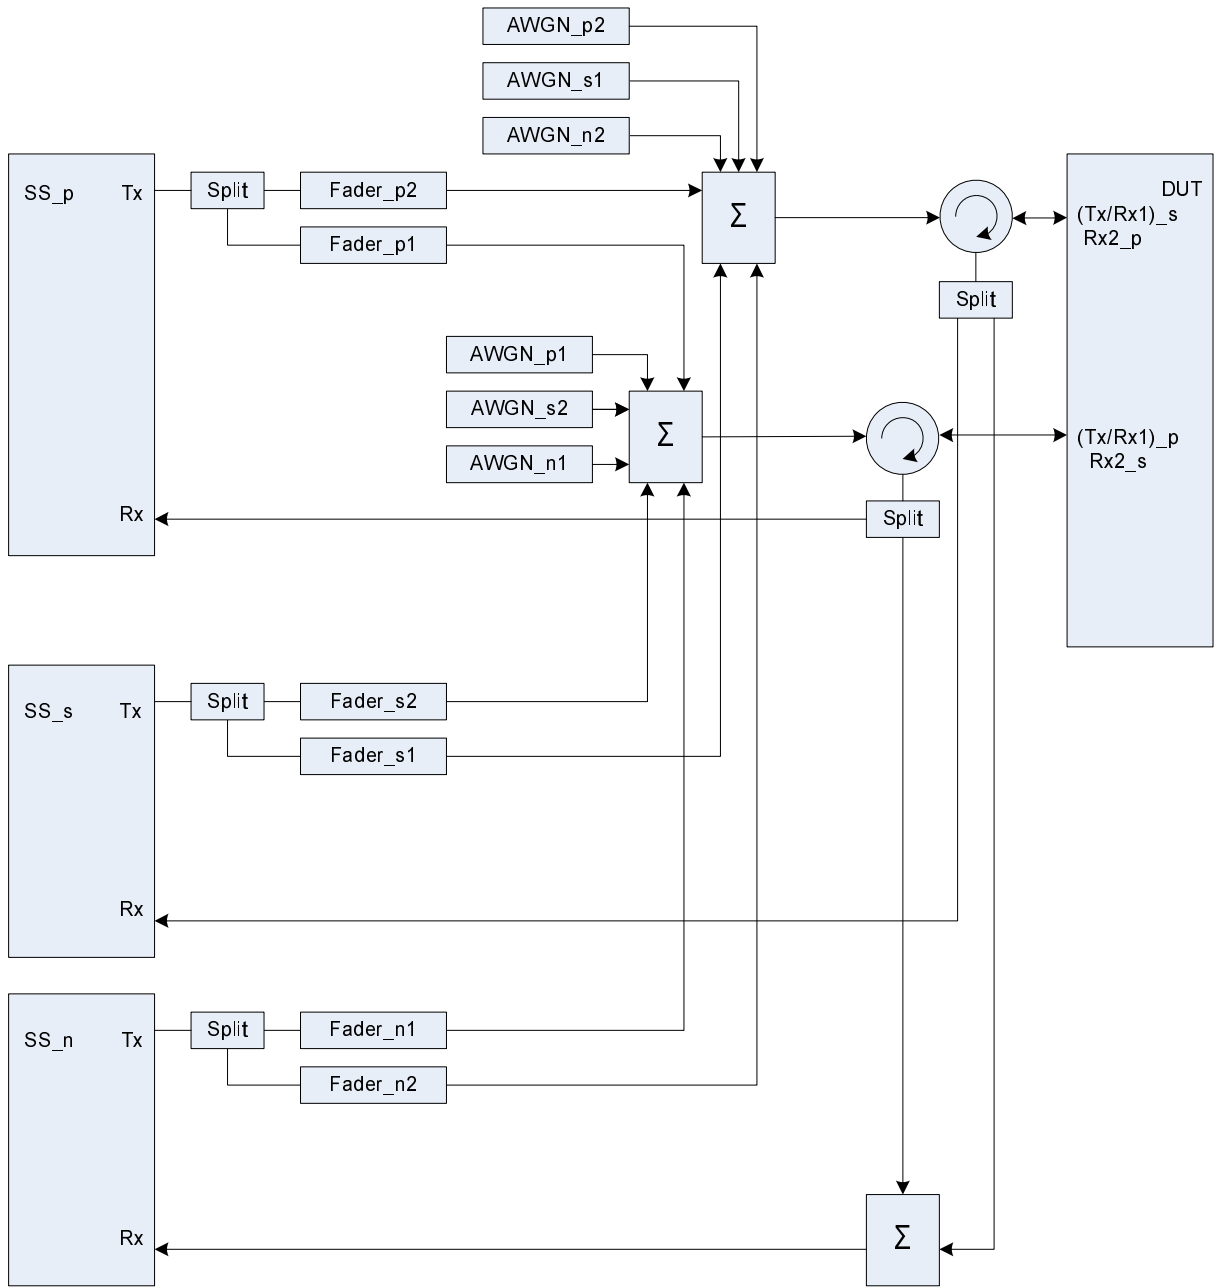 AWGN_p2
AWGN_s1
AWGN_n2
SS_p
Tx
Split
Fader_p2
Fader_p1
Σ
DUT
(Tx/Rx1)_s
Rx2_p
Split
AWGN_p1
AWGN_s2
AWGN_n1
Σ
(Tx/Rx1)_p
Rx2_s
Rx
Split
SS_s
Tx
Split
Fader_s2
Fader_s1
Rx
SS_n
Tx
Split
Fader_n1
Fader_n2
Rx
Σ